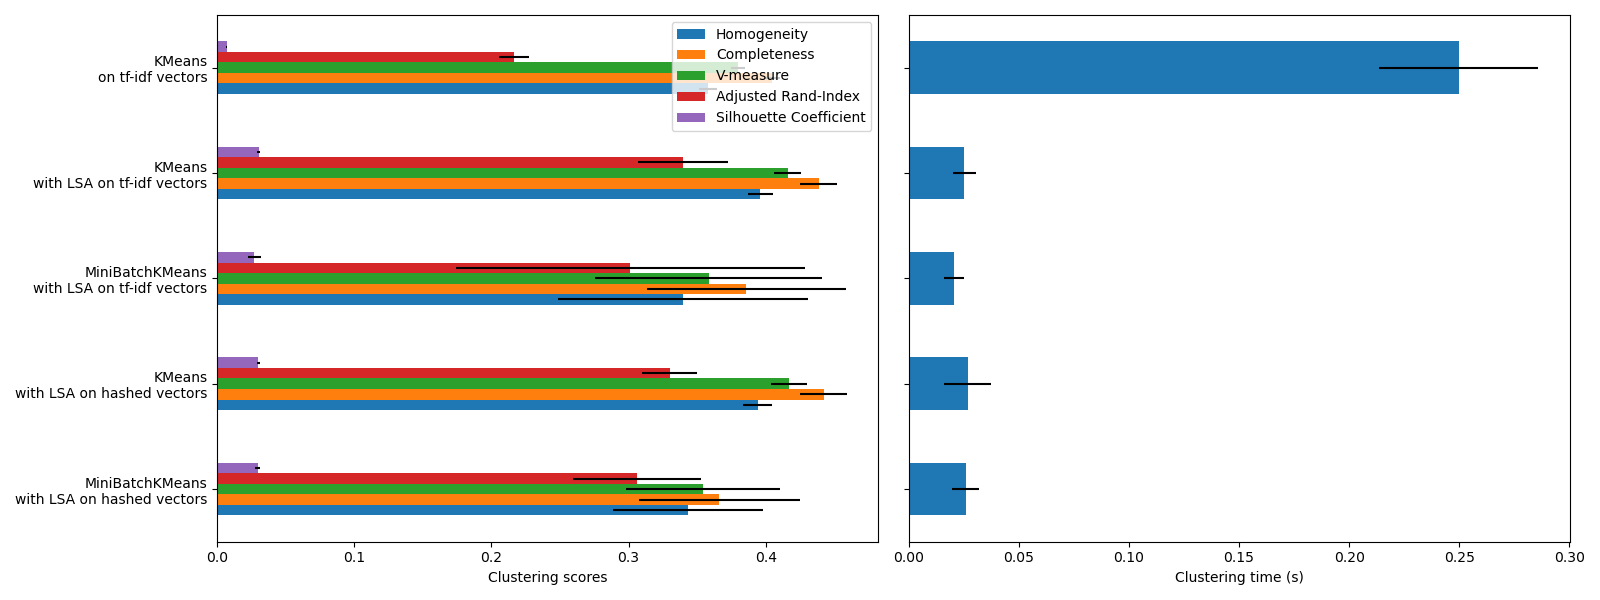 KMeans
on tf-idf vectors
KMeans
with LSA on tf-idf vectors
MiniBatchKMeans
with LSA on tf-idf vectors
KMeans
with LSA on hashed vectors
MiniBatchKMeans
with LSA on hashed vectors
Homogeneity
Completeness
V-measure
Adjusted Rand-Index
Silhouette Coefficient
0.0 0.1 0.2 0.3 0.4
Clustering scores
0.00 0.05 0.10 0.15 0.20 0.25 0.30
Clustering time (s)